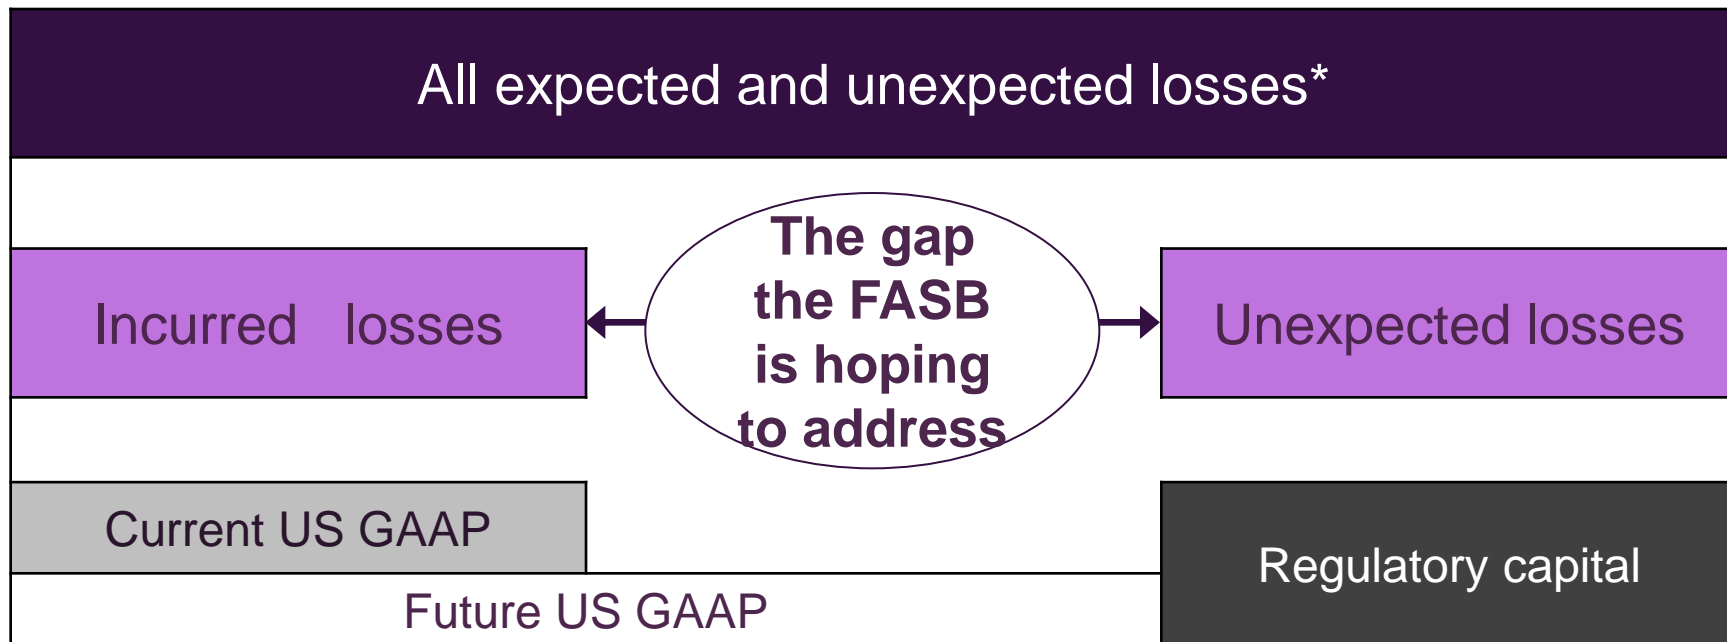 All expected and unexpected losses*
The gap
the FASB
is hoping
to address
Incurred losses
Unexpected losses
Current US GAAP
Regulatory capital
Future US GAAP